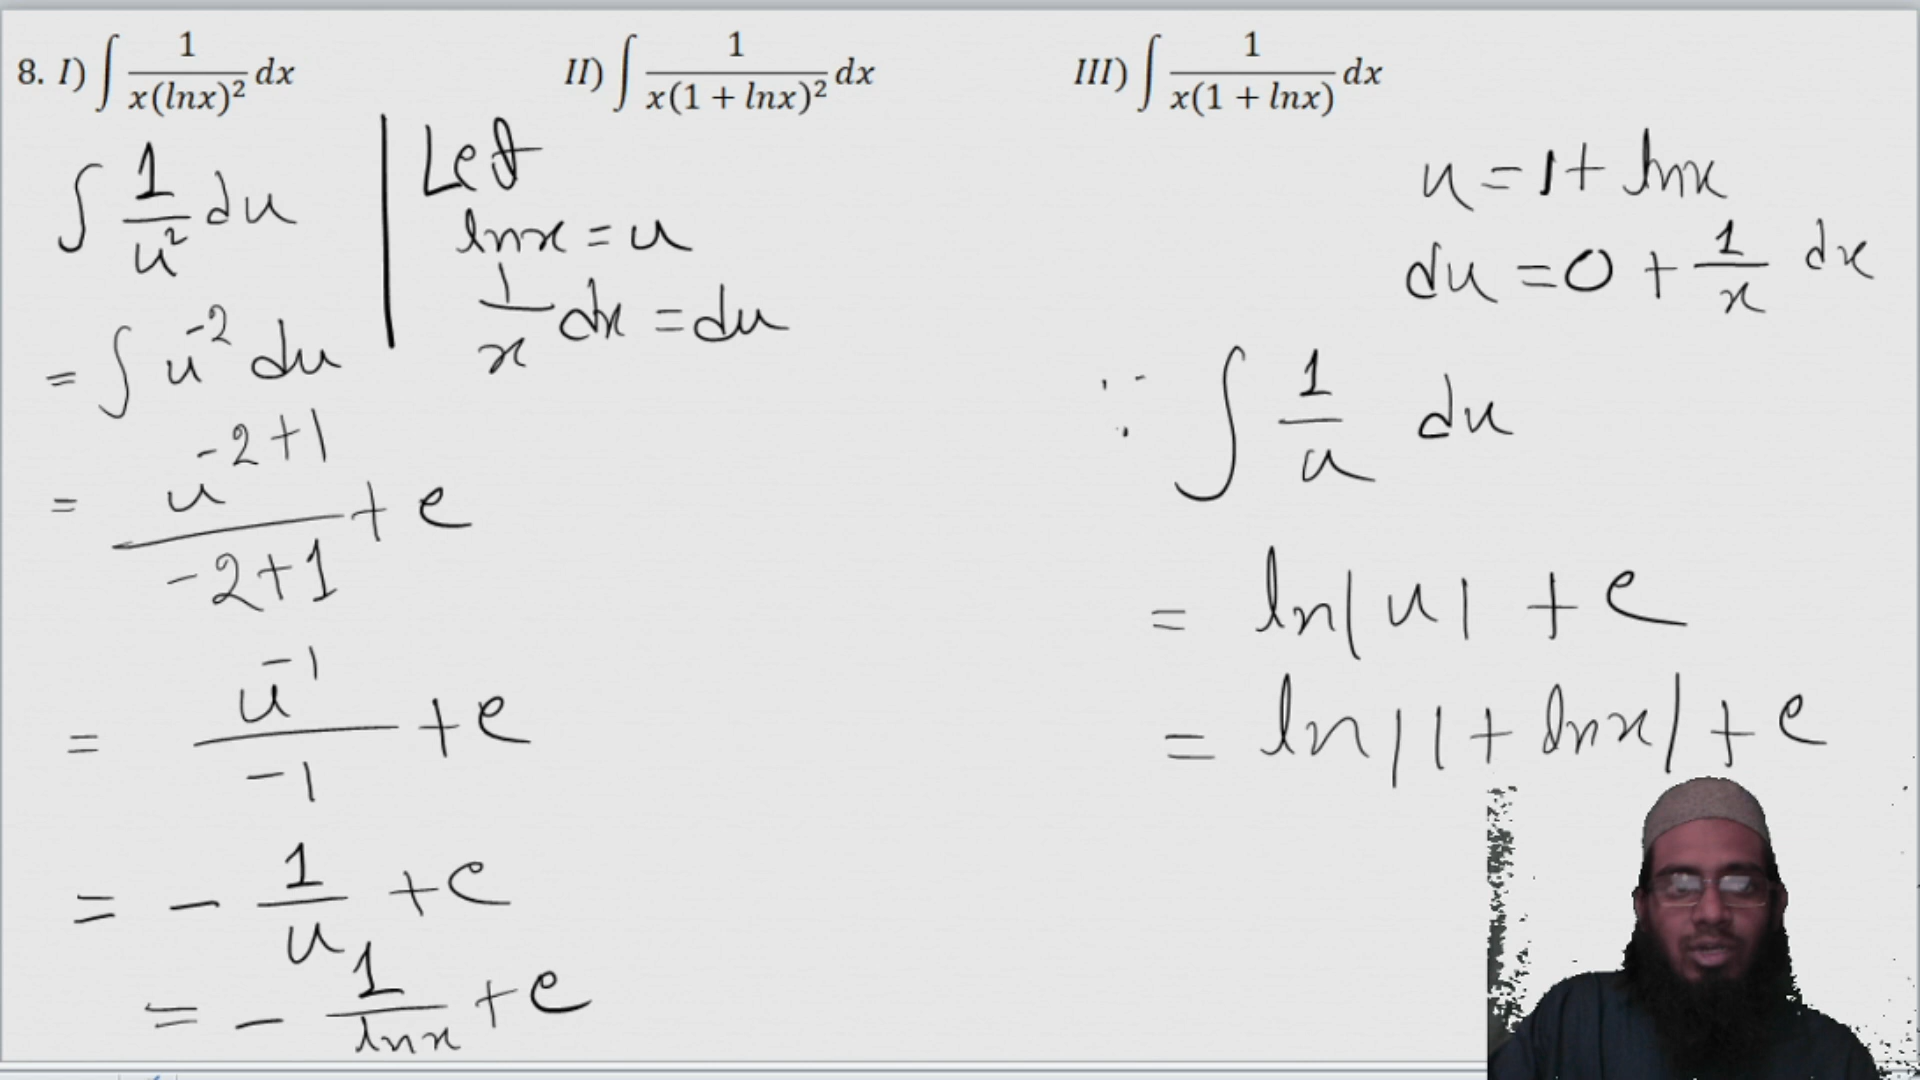 8. I) ∫ 1/(x(lnx)²) dx
II) ∫ 1/(x(1 + lnx)²) dx
III) ∫ 1/(x(1 + lnx)) dx
∫ 1/u² du
= ∫ u⁻² du
= u⁻²⁺¹/(-2+1) + c
= u⁻¹/(-1) + c
= - 1/u + c
= - 1/lnx + c
Let
lnx = u
1/x dx = du
u = 1 + lnx
du = 0 + 1/x dx
∵ ∫ 1/u du
= ln|u| + c
= ln|1 + lnx| + c